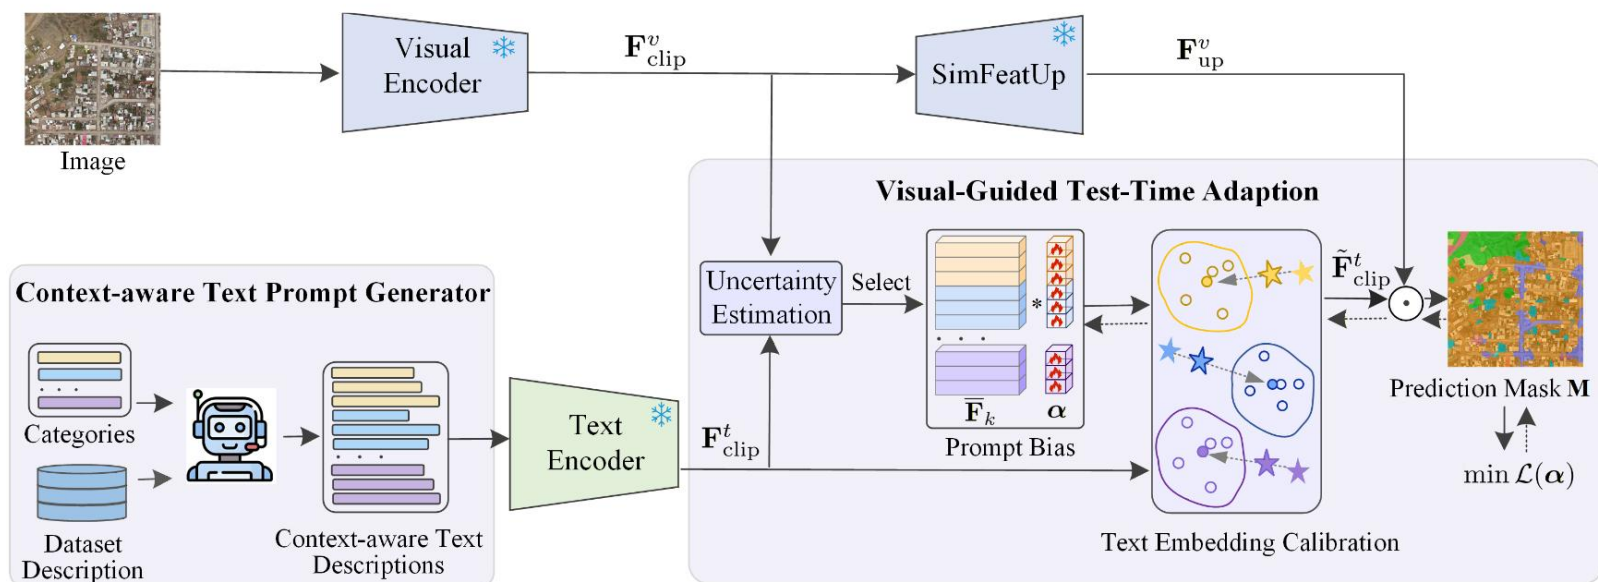 Visual
Encoder
F^v_clip
SimFeatUp
F^v_up
Image
Visual-Guided Test-Time Adaption
Context-aware Text Prompt Generator
Categories
Dataset
Description
Context-aware Text
Descriptions
Text
Encoder
F^t_clip
Uncertainty
Estimation
Select
*
. . .
F̅_k
α
Prompt Bias
Text Embedding Calibration
F̃^t_clip
Prediction Mask M
min ℒ(α)